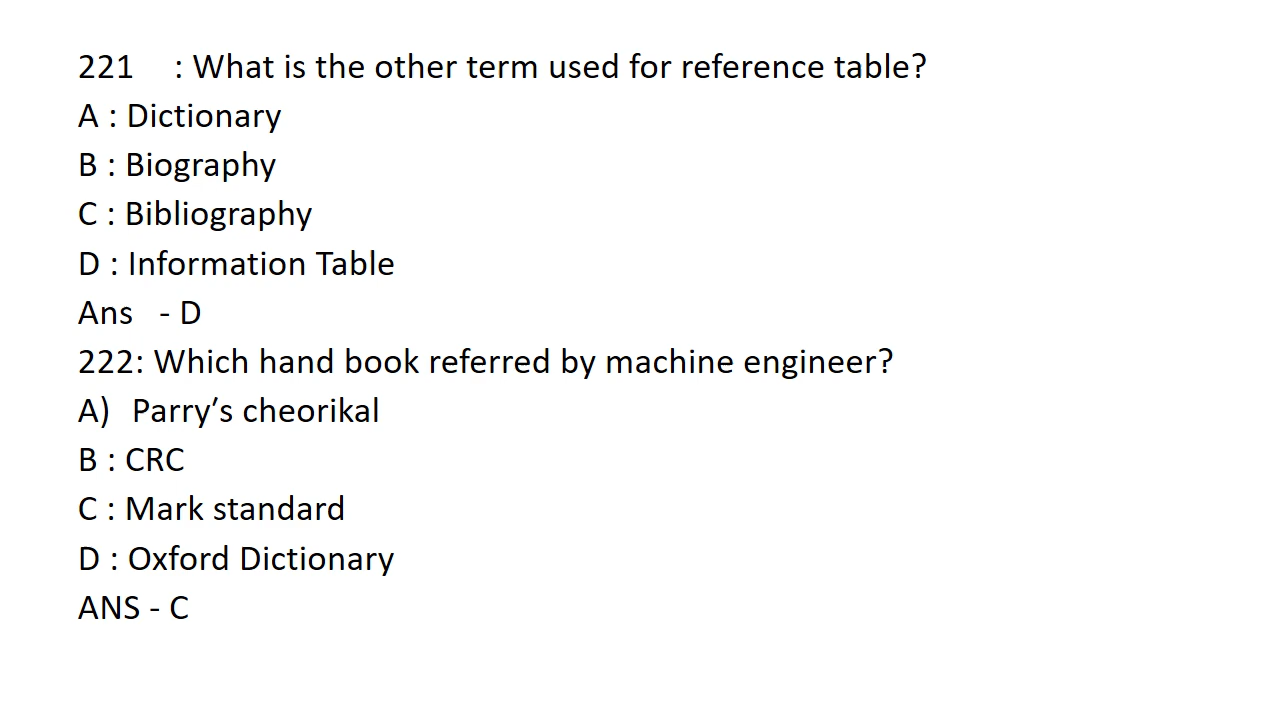 221 : What is the other term used for reference table?
A : Dictionary
B : Biography
C : Bibliography
D : Information Table
Ans - D
222: Which hand book referred by machine engineer?
A) Parry’s cheorikal
B : CRC
C : Mark standard
D : Oxford Dictionary
ANS - C